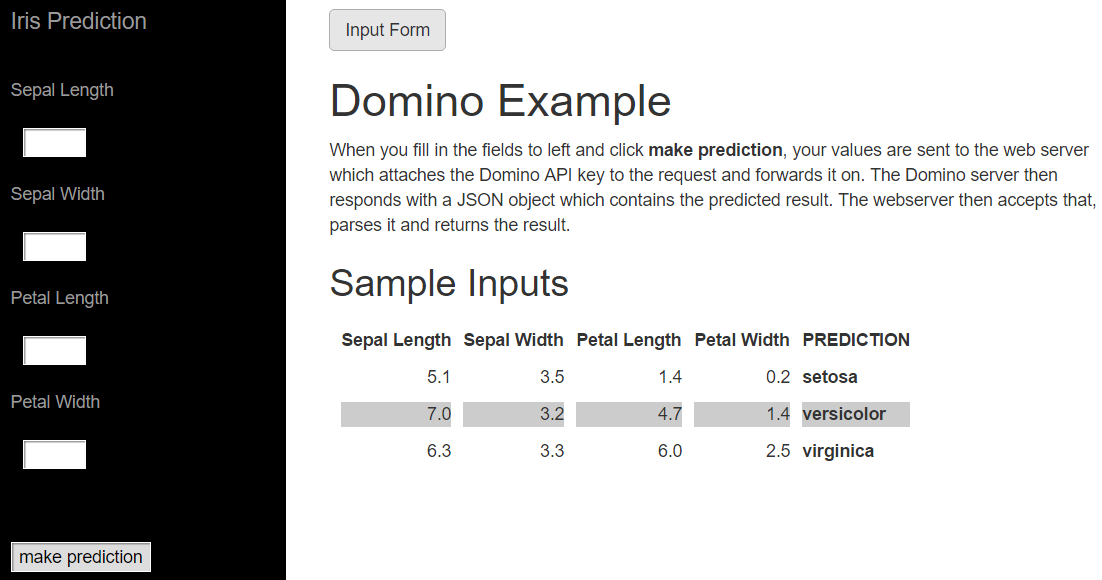 Iris Prediction
Sepal Length
Sepal Width
Petal Length
Petal Width
make prediction
Input Form
Domino Example
When you fill in the fields to left and click make prediction, your values are sent to the web server
which attaches the Domino API key to the request and forwards it on. The Domino server then
responds with a JSON object which contains the predicted result. The webserver then accepts that,
parses it and returns the result.
Sample Inputs
Sepal Length Sepal Width Petal Length Petal Width PREDICTION
5.1 3.5 1.4 0.2 setosa
7.0 3.2 4.7 1.4 versicolor
6.3 3.3 6.0 2.5 virginica